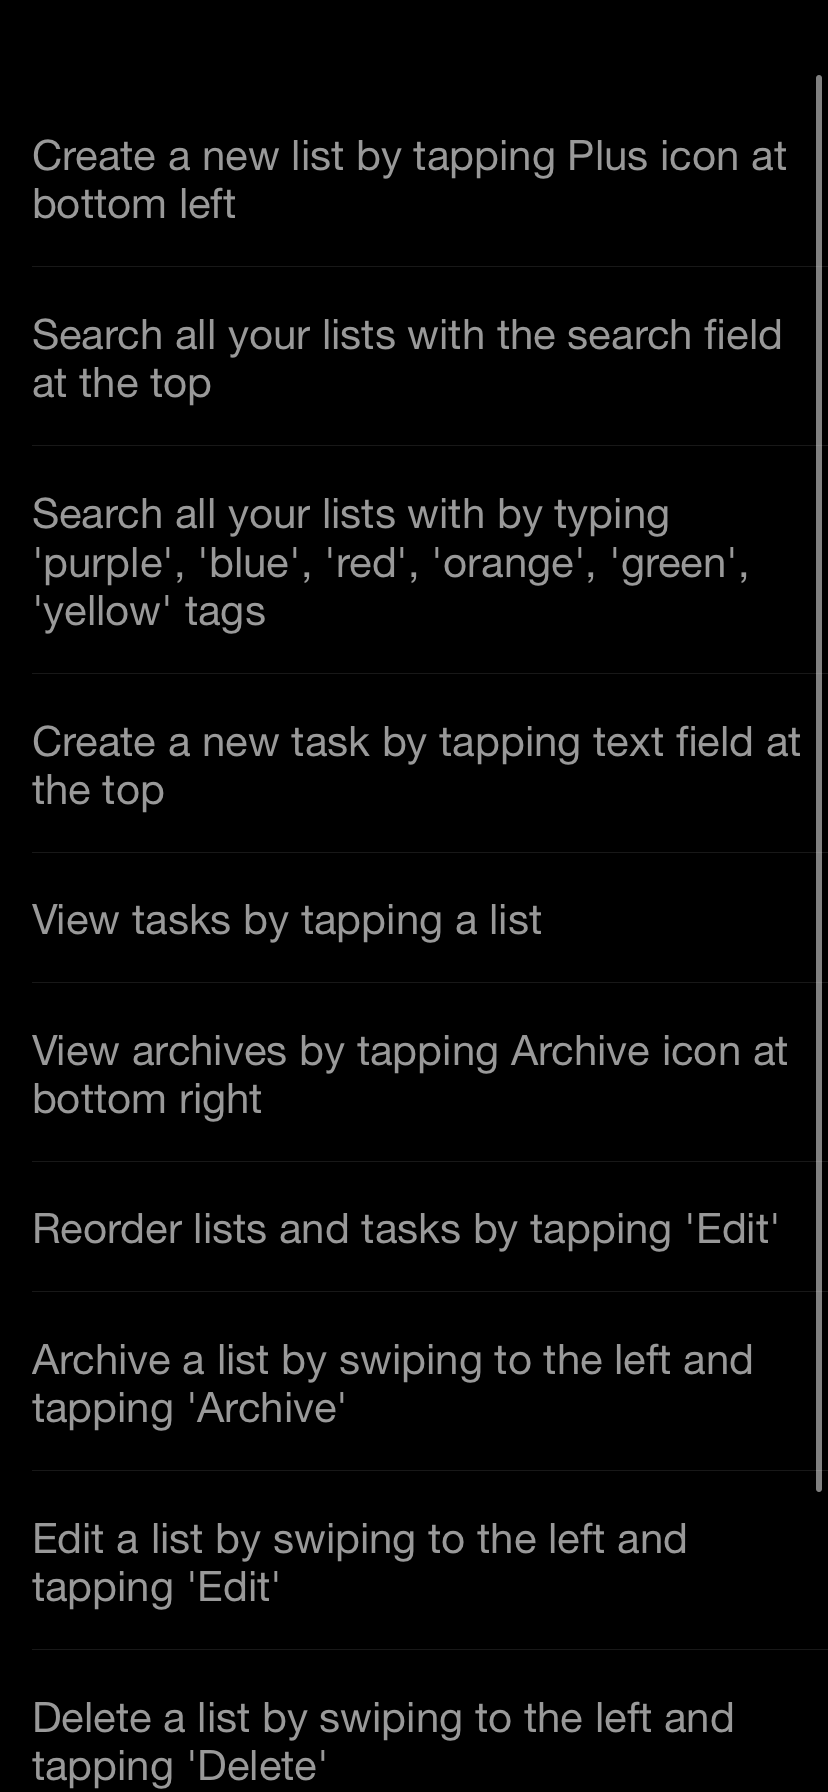 Create a new list by tapping Plus icon at
bottom left
Search all your lists with the search field
at the top
Search all your lists with by typing
'purple', 'blue', 'red', 'orange', 'green',
'yellow' tags
Create a new task by tapping text field at
the top
View tasks by tapping a list
View archives by tapping Archive icon at
bottom right
Reorder lists and tasks by tapping 'Edit'
Archive a list by swiping to the left and
tapping 'Archive'
Edit a list by swiping to the left and
tapping 'Edit'
Delete a list by swiping to the left and
tapping 'Delete'